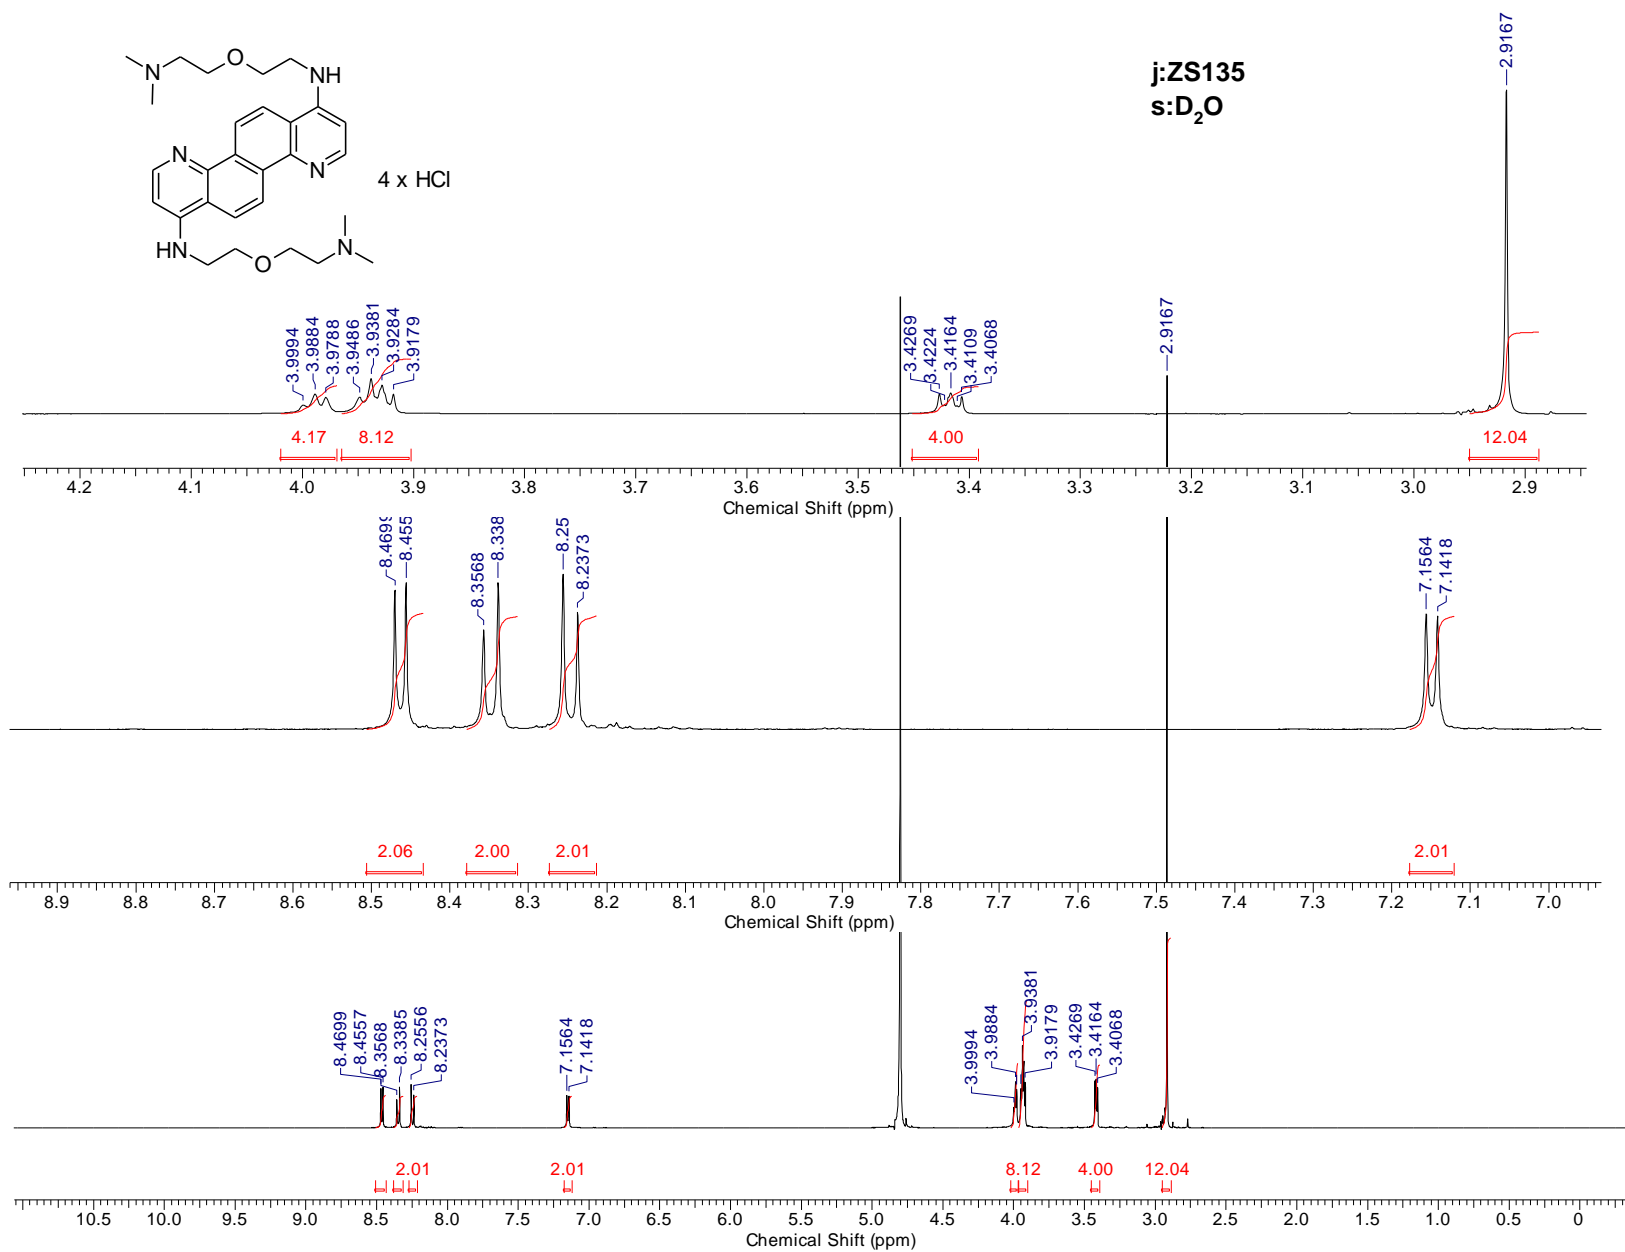 j:ZS135
s:D2O
N
O
NH
N
N
4 x HCl
HN
O
N
3.9994
3.9884
3.9788
3.9486
3.9381
3.9284
3.9179
3.4269
3.4224
3.4164
3.4109
3.4068
2.9167
2.9167
4.17 8.12 4.00 12.04
4.2 4.1 4.0 3.9 3.8 3.7 3.6 3.5 3.4 3.3 3.2 3.1 3.0 2.9
Chemical Shift (ppm)
8.4699
8.455
8.3568
8.338
8.25
8.2373
7.1564
7.1418
2.06 2.00 2.01 2.01
8.9 8.8 8.7 8.6 8.5 8.4 8.3 8.2 8.1 8.0 7.9 7.8 7.7 7.6 7.5 7.4 7.3 7.2 7.1 7.0
Chemical Shift (ppm)
8.4699
8.4557
8.3568
8.3385
8.2556
8.2373
7.1564
7.1418
3.9994
3.9884
3.9381
3.9179
3.4269
3.4164
3.4068
2.01 2.01 8.12 4.00 12.04
10.5 10.0 9.5 9.0 8.5 8.0 7.5 7.0 6.5 6.0 5.5 5.0 4.5 4.0 3.5 3.0 2.5 2.0 1.5 1.0 0.5 0
Chemical Shift (ppm)